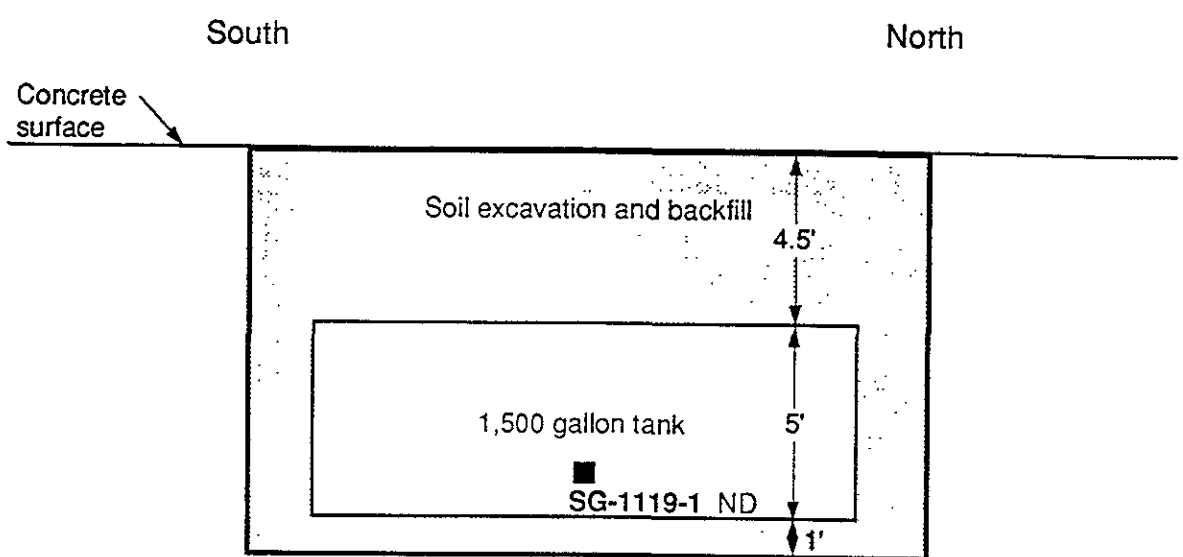 South
North
Concrete
surface
Soil excavation and backfill
4.5'
1,500 gallon tank
5'
SG-1119-1 ND
1'